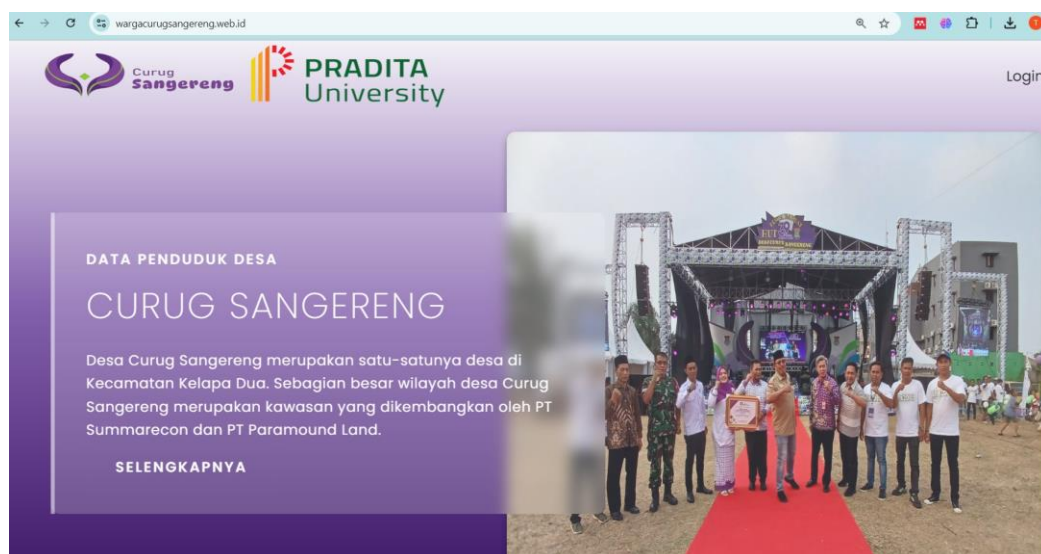 wargacurugsangereng.web.id
Curug
Sangereng
PRADITA
University
Login
DATA PENDUDUK DESA
CURUG SANGERENG
Desa Curug Sangereng merupakan satu-satunya desa di
Kecamatan Kelapa Dua. Sebagian besar wilayah desa Curug
Sangereng merupakan kawasan yang dikembangkan oleh PT
Summarecon dan PT Paramound Land.
SELENGKAPNYA